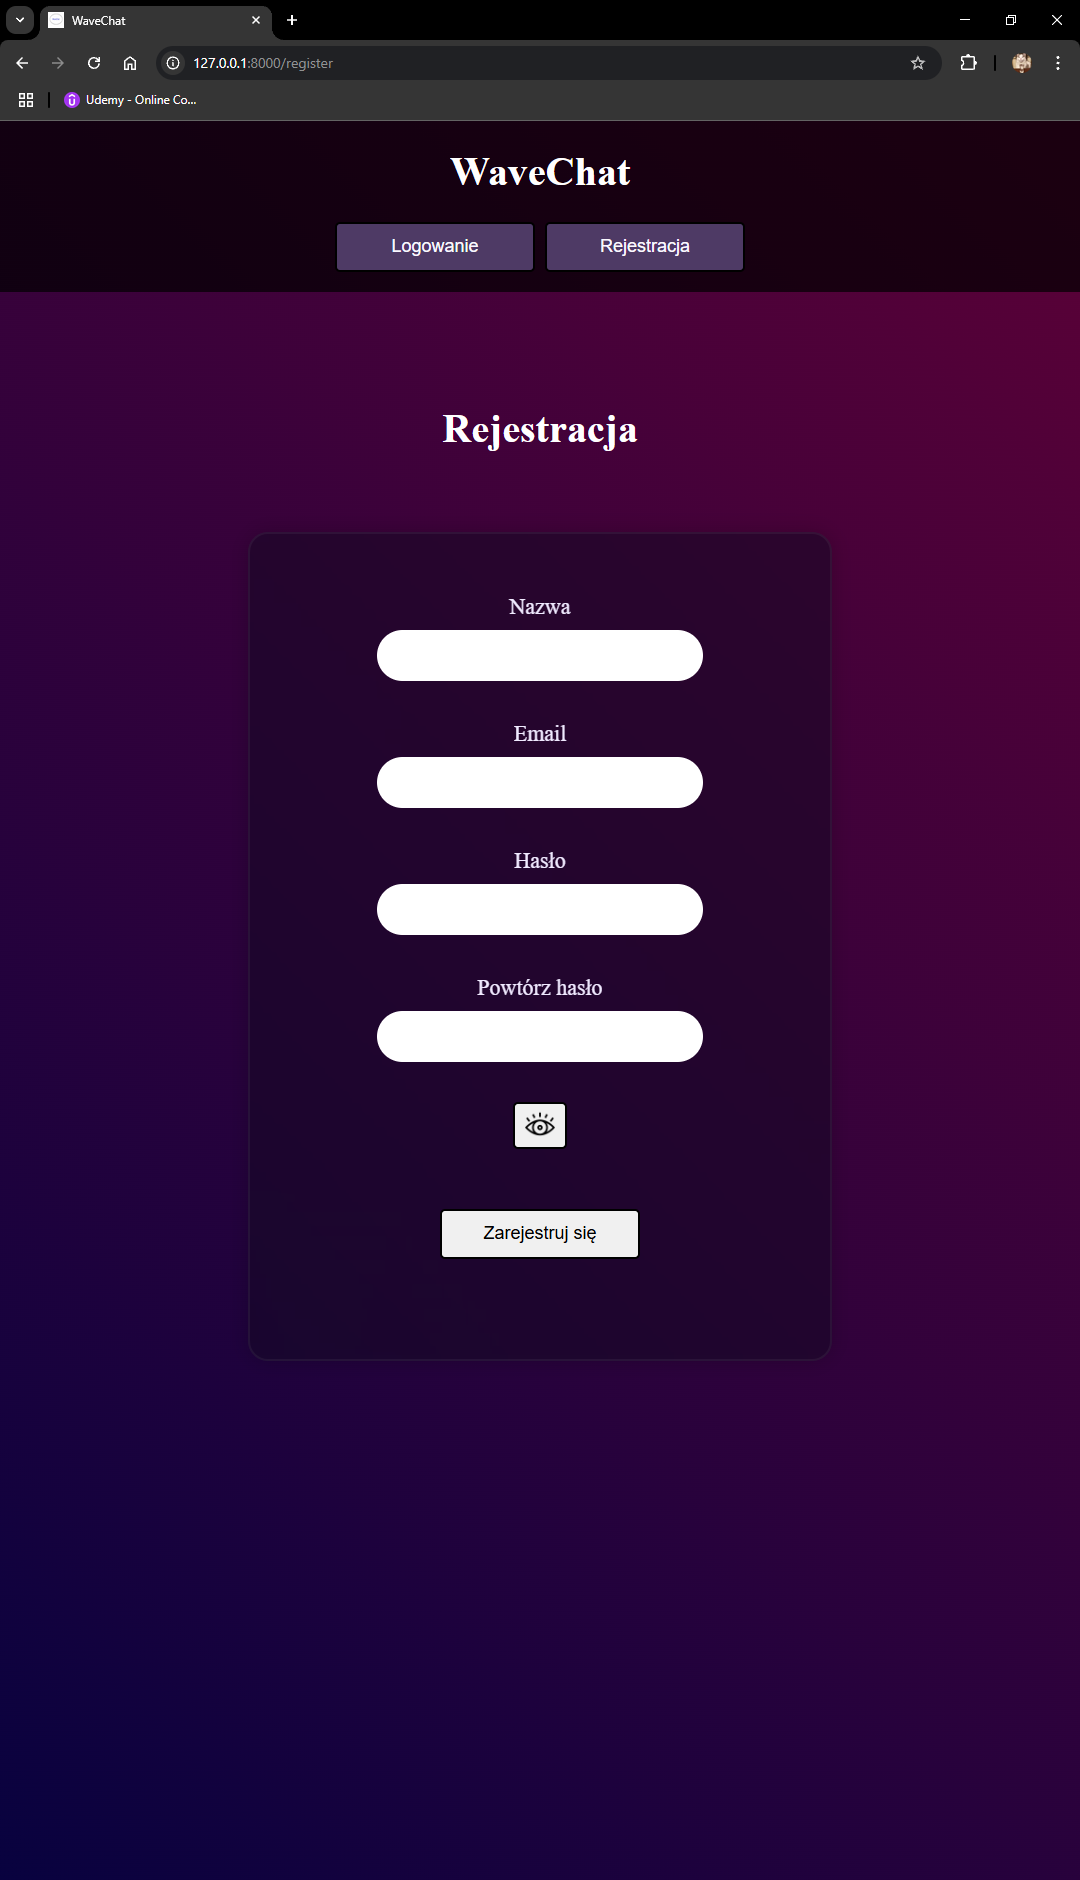 WaveChat
127.0.0.1:8000/register
Udemy - Online Co...
WaveChat
Logowanie
Rejestracja
Rejestracja
Nazwa
Email
Hasło
Powtórz hasło
Zarejestruj się